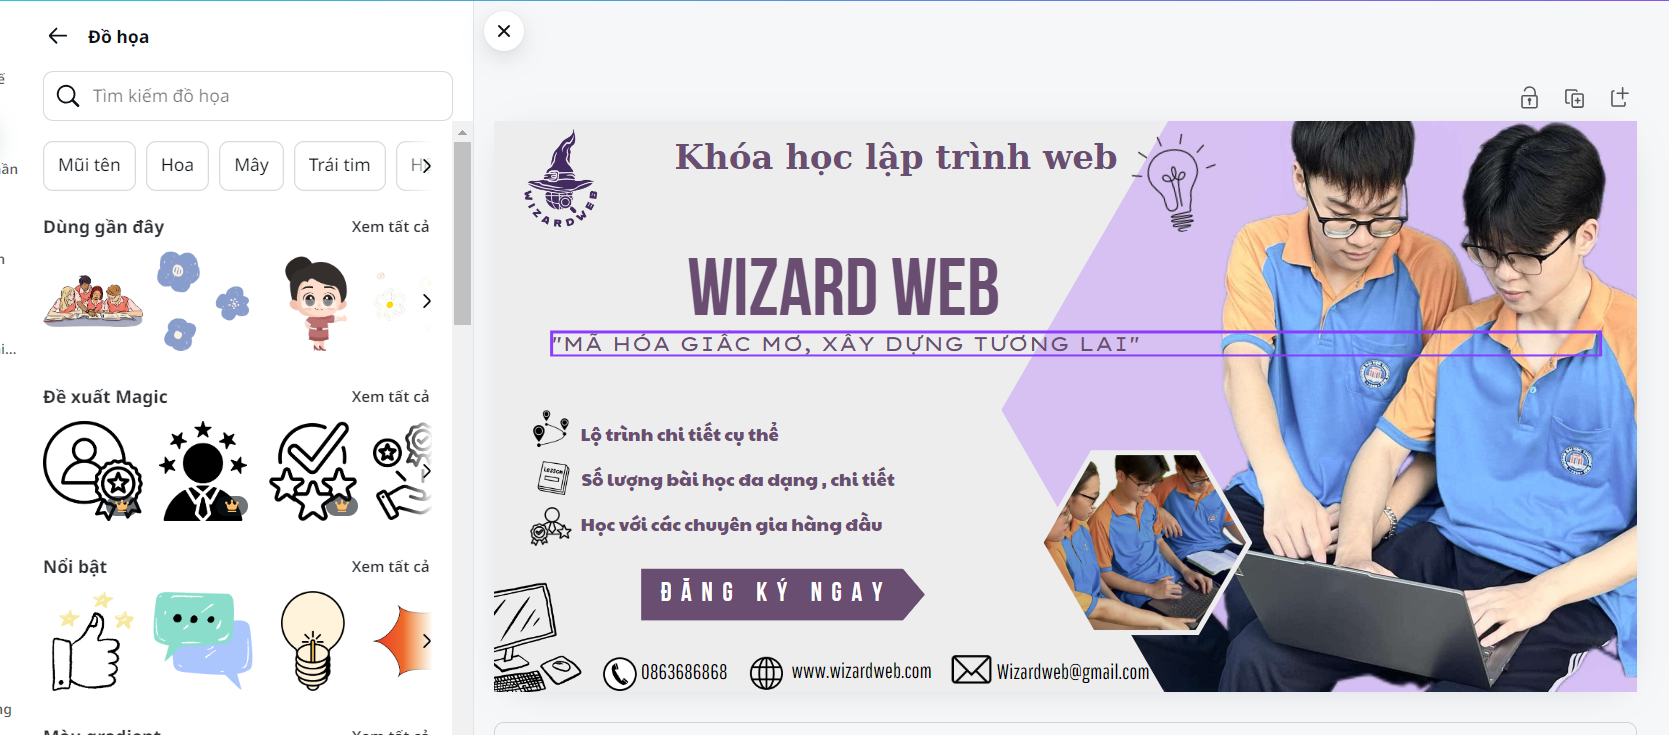 Đồ họa
Tìm kiếm đồ họa
Mũi tên
Hoa
Mây
Trái tim
Dùng gần đây
Xem tất cả
Đề xuất Magic
Xem tất cả
Nổi bật
Xem tất cả
Màu gradient
Xem tất cả
WIZARDWEB
Khóa học lập trình web
WIZARD WEB
"MÃ HÓA GIẤC MƠ, XÂY DỰNG TƯƠNG LAI"
Lộ trình chi tiết cụ thể
LESSON
Số lượng bài học đa dạng , chi tiết
Học với các chuyên gia hàng đầu
ĐĂNG KÝ NGAY
0863686868
www.wizardweb.com
Wizardweb@gmail.com